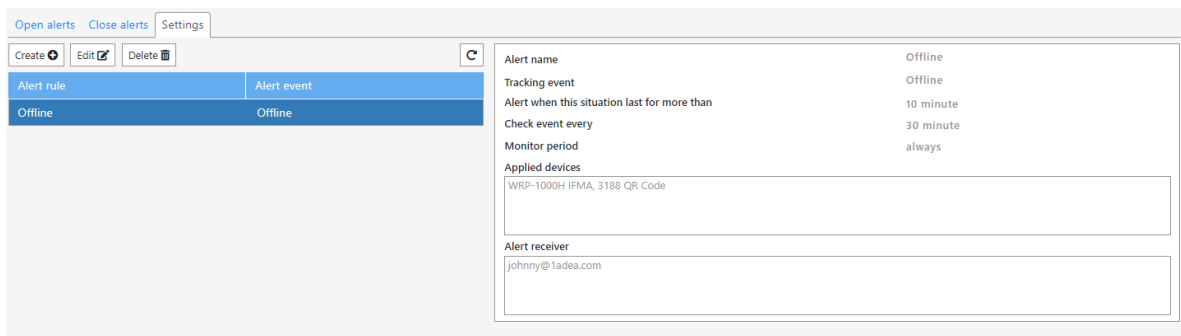 Open alerts Close alerts Settings
Create Edit Delete
Alert rule Alert event
Offline Offline
Alert name Offline
Tracking event Offline
Alert when this situation last for more than 10 minute
Check event every 30 minute
Monitor period always
Applied devices
WRP-1000H IFMA, 3188 QR Code
Alert receiver
johnny@1adea.com